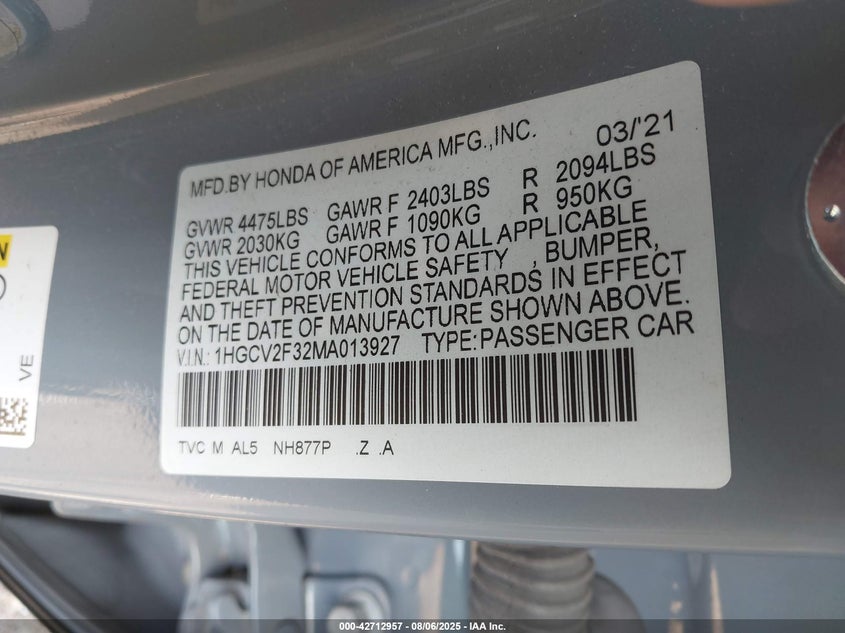 MFD.BY HONDA OF AMERICA MFG.,INC. 03/'21
GVWR 4475LBS GAWR F 2403LBS R 2094LBS
GVWR 2030KG GAWR F 1090KG R 950KG
THIS VEHICLE CONFORMS TO ALL APPLICABLE
FEDERAL MOTOR VEHICLE SAFETY , BUMPER,
AND THEFT PREVENTION STANDARDS IN EFFECT
ON THE DATE OF MANUFACTURE SHOWN ABOVE.
V.I.N.: 1HGCV2F32MA013927 TYPE:PASSENGER CAR
TVC M AL5 NH877P .Z .A
N
VE
000-42712957 - 08/06/2025 - IAA Inc.